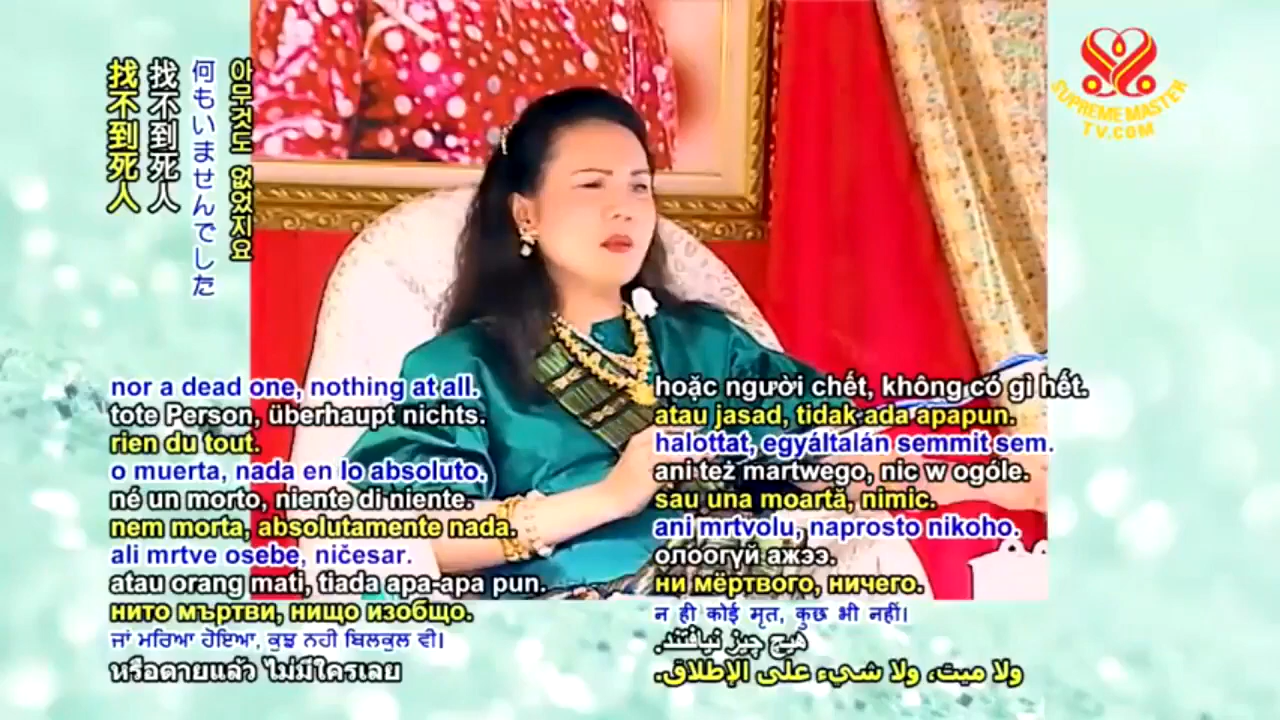 找不到死人
找不到死人
何もいませんでした
아무것도 없었지요
SUPREME MASTER
TV.COM
nor a dead one, nothing at all.
tote Person, überhaupt nichts.
rien du tout.
o muerta, nada en lo absoluto.
né un morto, niente di niente.
nem morta, absolutamente nada.
ali mrtve osebe, ničesar.
atau orang mati, tiada apa-apa pun.
нито мъртви, нищо изобщо.
ਜਾਂ ਮਰਿਆ ਹੋਇਆ, ਕੁਝ ਨਹੀ ਬਿਲਕੁਲ ਵੀ।
หรือตายแล้ว ไม่มีใครเลย
hoặc người chết, không có gì hết.
atau jasad, tidak ada apapun.
halottat, egyáltalán semmit sem.
ani też martwego, nic w ogóle.
sau una moartă, nimic.
ani mrtvolu, naprosto nikoho.
олоогүй ажээ.
ни мёртвого, ничего.
न ही कोई मृत, कुछ भी नहीं।
هیچ چیز نیافتند.
ولا ميت، ولا شيء على الإطلاق.